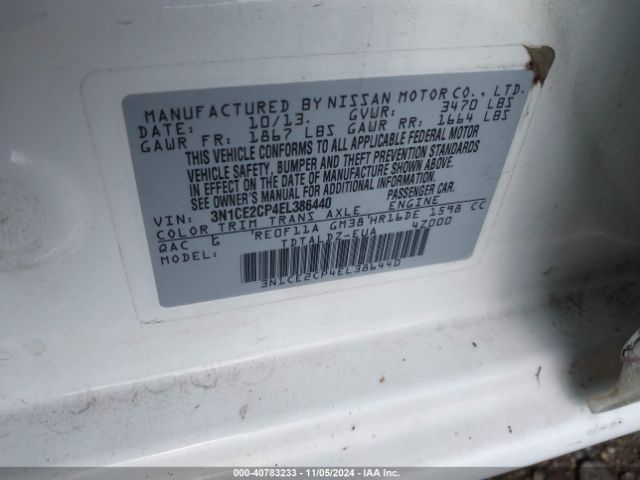 MANUFACTURED BY NISSAN MOTOR CO., LTD.
DATE: 10/13. GVWR: 3470 LBS
GAWR FR: 1867 LBS GAWR RR: 1664 LBS
THIS VEHICLE CONFORMS TO ALL APPLICABLE FEDERAL MOTOR
VEHICLE SAFETY, BUMPER AND THEFT PREVENTION STANDARDS
IN EFFECT ON THE DATE OF MANUFACTURE SHOWN ABOVE.
SEE OWNER'S MANUAL FOR ADDITIONAL INFORMATION.
VIN: 3N1CE2CP4EL386440 PASSENGER CAR.
COLOR TRIM TRANS AXLE ENGINE
QAC G RE0F11A GM38 HR16DE 1598 CC
MODEL: TDTALDZ-EUA 4Z000
3N1CE2CP4EL386440
000-40783233 - 11/05/2024 - IAA Inc.